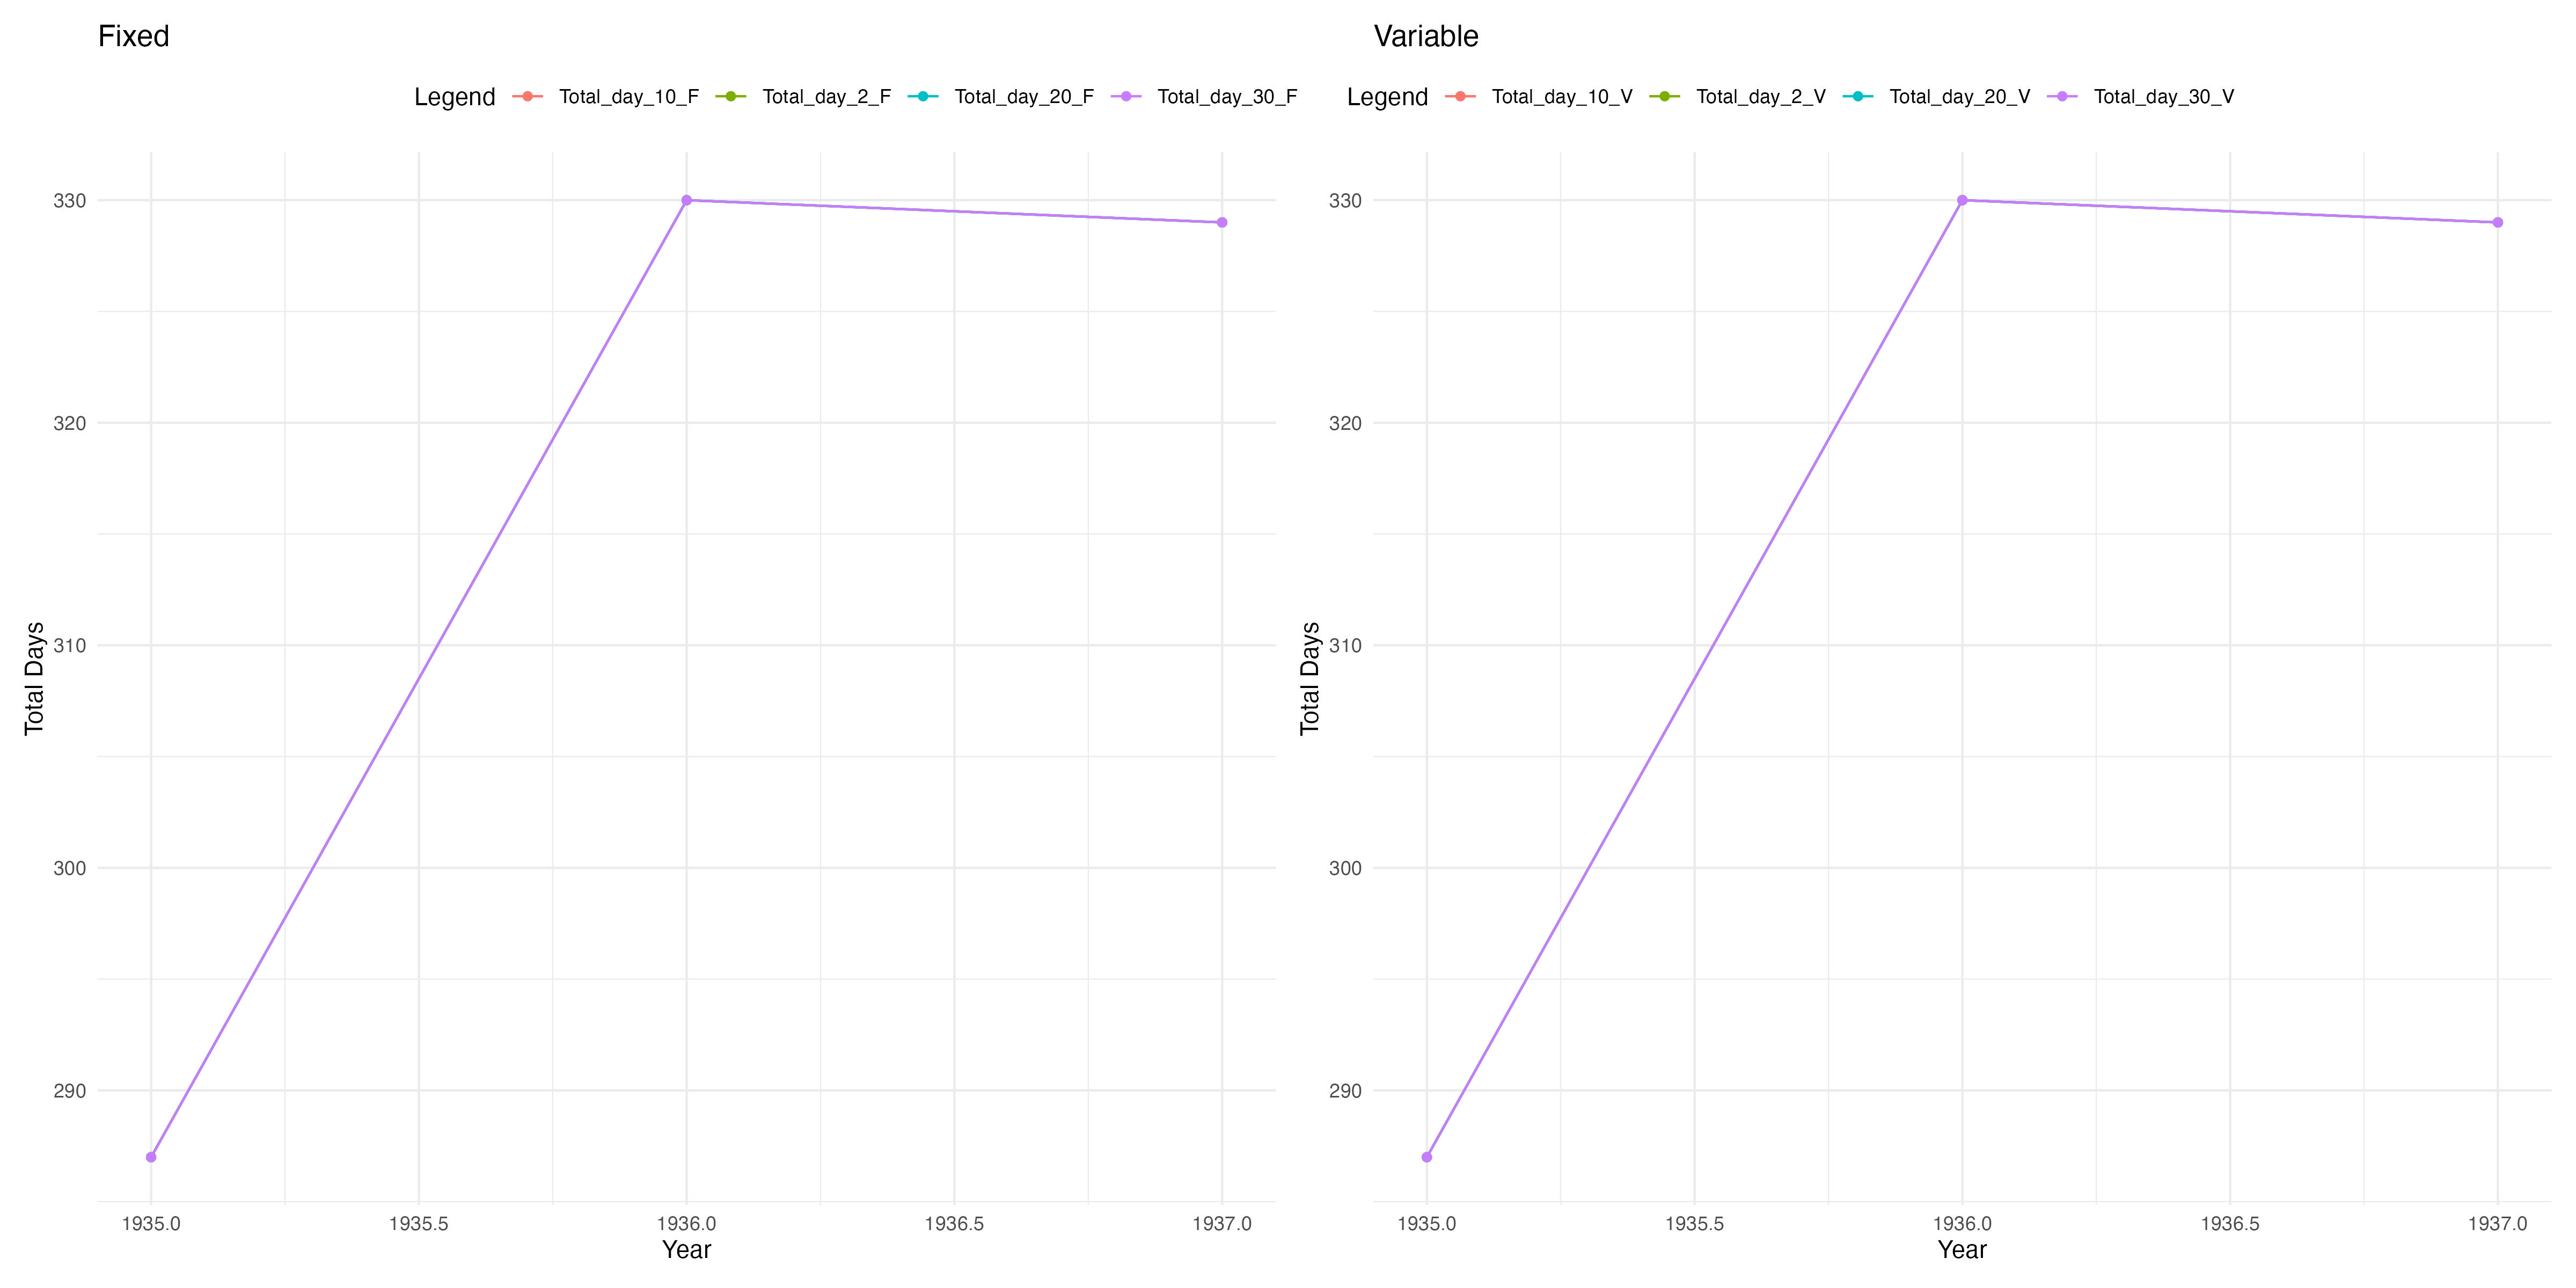 Fixed
Legend Total_day_10_F Total_day_2_F Total_day_20_F Total_day_30_F
330
320
310
300
290
Total Days
1935.0 1935.5 1936.0 1936.5 1937.0
Year
Variable
Legend Total_day_10_V Total_day_2_V Total_day_20_V Total_day_30_V
330
320
310
300
290
Total Days
1935.0 1935.5 1936.0 1936.5 1937.0
Year